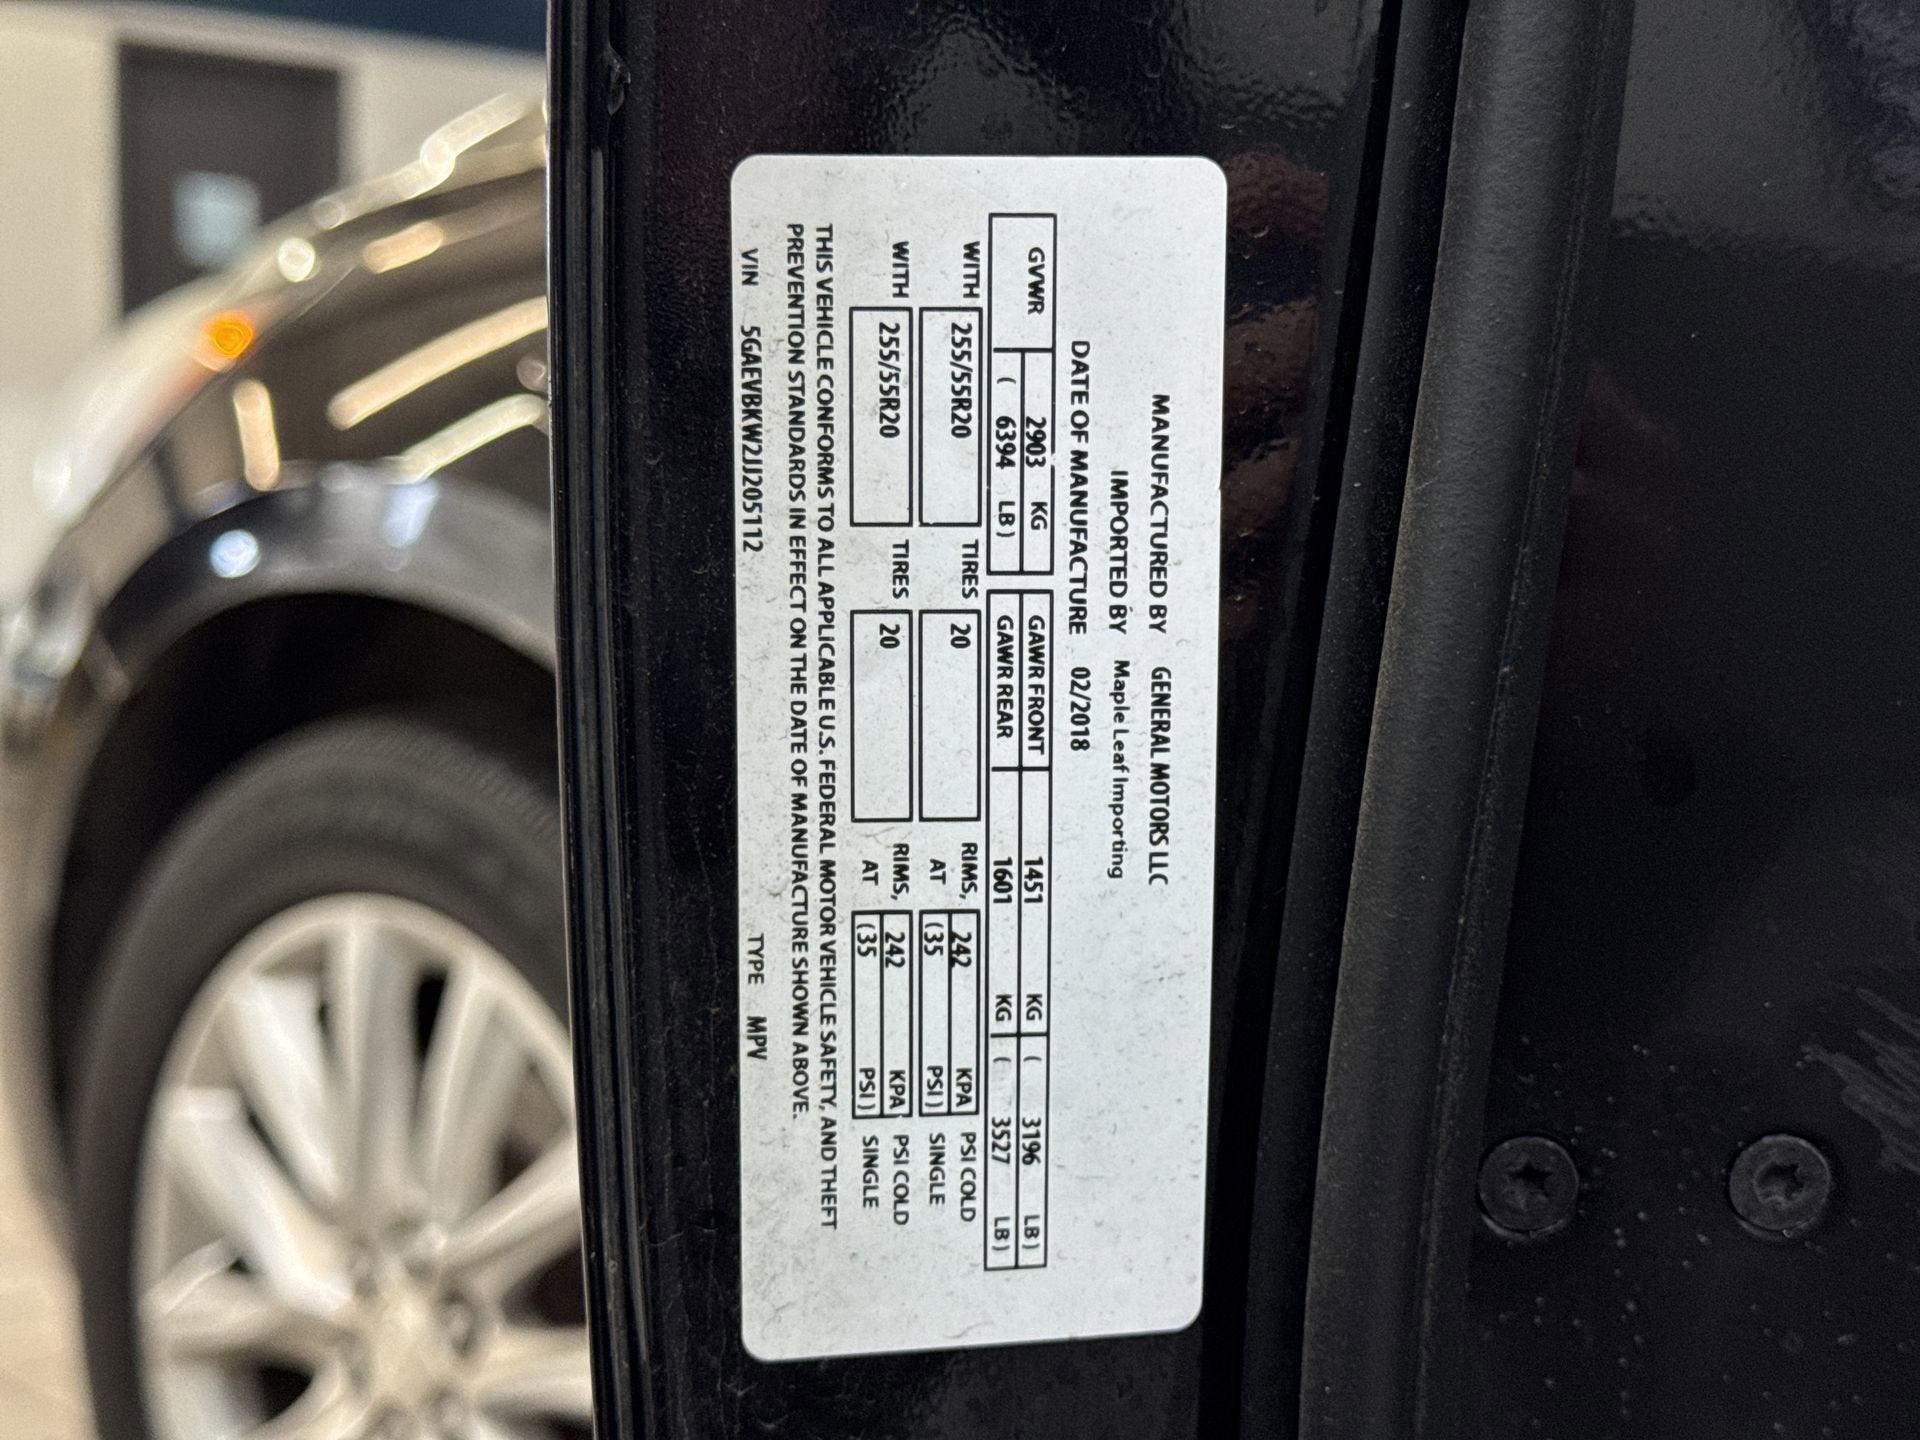 MANUFACTURED BY GENERAL MOTORS LLC
IMPORTED BY Maple Leaf Importing
DATE OF MANUFACTURE 02/2018
GVWR 2903 KG GAWR FRONT 1451 KG ( 3196 LB )
( 6394 LB ) GAWR REAR 1601 KG ( 3527 LB )
WITH 255/55R20 TIRES 20 RIMS, 242 KPA PSI COLD
AT (35 PSI ) SINGLE
WITH 255/55R20 TIRES 20 RIMS, 242 KPA PSI COLD
AT (35 PSI ) SINGLE
THIS VEHICLE CONFORMS TO ALL APPLICABLE U.S. FEDERAL MOTOR VEHICLE SAFETY, AND THEFT
PREVENTION STANDARDS IN EFFECT ON THE DATE OF MANUFACTURE SHOWN ABOVE.
VIN 5GAEVBKW2JJ205112 TYPE MPV